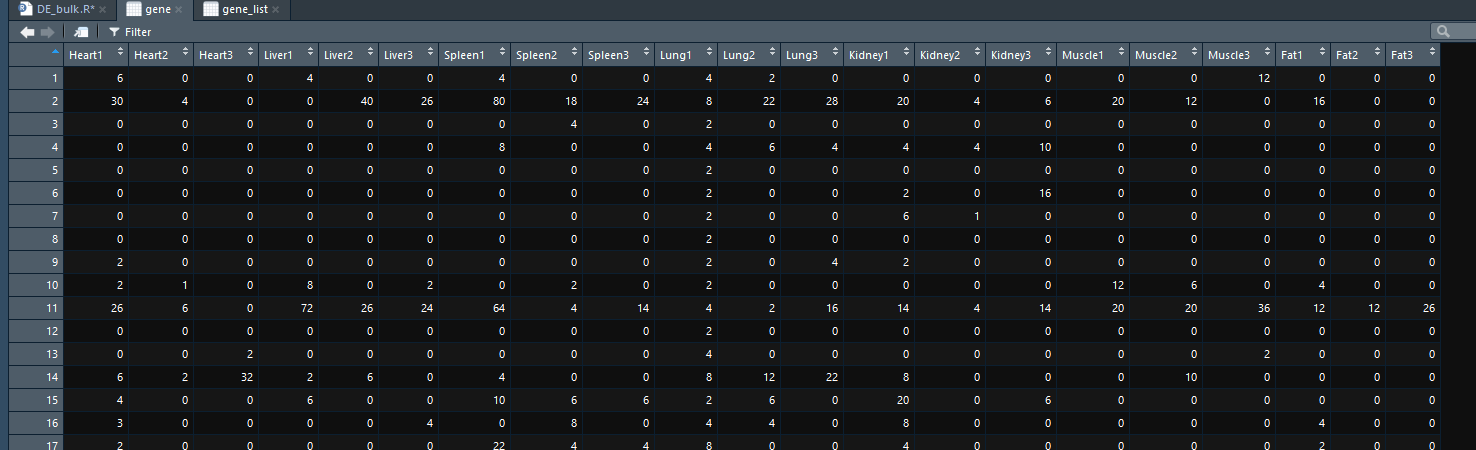 DE_bulk.R* × gene × gene_list ×
Filter
Heart1 Heart2 Heart3 Liver1 Liver2 Liver3 Spleen1 Spleen2 Spleen3 Lung1 Lung2 Lung3 Kidney1 Kidney2 Kidney3 Muscle1 Muscle2 Muscle3 Fat1 Fat2 Fat3
1 6 0 0 4 0 0 4 0 0 4 2 0 0 0 0 0 0 12 0 0 0
2 30 4 0 0 40 26 80 18 24 8 22 28 20 4 6 20 12 0 16 0 0
3 0 0 0 0 0 0 0 4 0 2 0 0 0 0 0 0 0 0 0 0 0
4 0 0 0 0 0 0 8 0 0 4 6 4 4 4 10 0 0 0 0 0 0
5 0 0 0 0 0 0 0 0 0 2 0 0 0 0 0 0 0 0 0 0 0
6 0 0 0 0 0 0 0 0 0 2 0 0 2 0 16 0 0 0 0 0 0
7 0 0 0 0 0 0 0 0 0 2 0 0 6 1 0 0 0 0 0 0 0
8 0 0 0 0 0 0 0 0 0 2 0 0 0 0 0 0 0 0 0 0 0
9 2 0 0 0 0 0 0 0 0 2 0 4 2 0 0 0 0 0 0 0 0
10 2 1 0 8 0 2 0 2 0 2 0 0 0 0 0 12 6 0 4 0 0
11 26 6 0 72 26 24 64 4 14 4 2 16 14 4 14 20 20 36 12 12 26
12 0 0 0 0 0 0 0 0 0 2 0 0 0 0 0 0 0 0 0 0 0
13 0 0 2 0 0 0 0 0 0 4 0 0 0 0 0 0 0 2 0 0 0
14 6 2 32 2 6 0 4 0 0 8 12 22 8 0 0 0 10 0 0 0 0
15 4 0 0 6 0 0 10 6 6 2 6 0 20 0 6 0 0 0 0 0 0
16 3 0 0 0 0 4 0 8 0 4 4 0 8 0 0 0 0 0 4 0 0
17 2 0 0 0 0 0 22 4 4 8 0 0 4 0 0 0 0 0 2 0 0